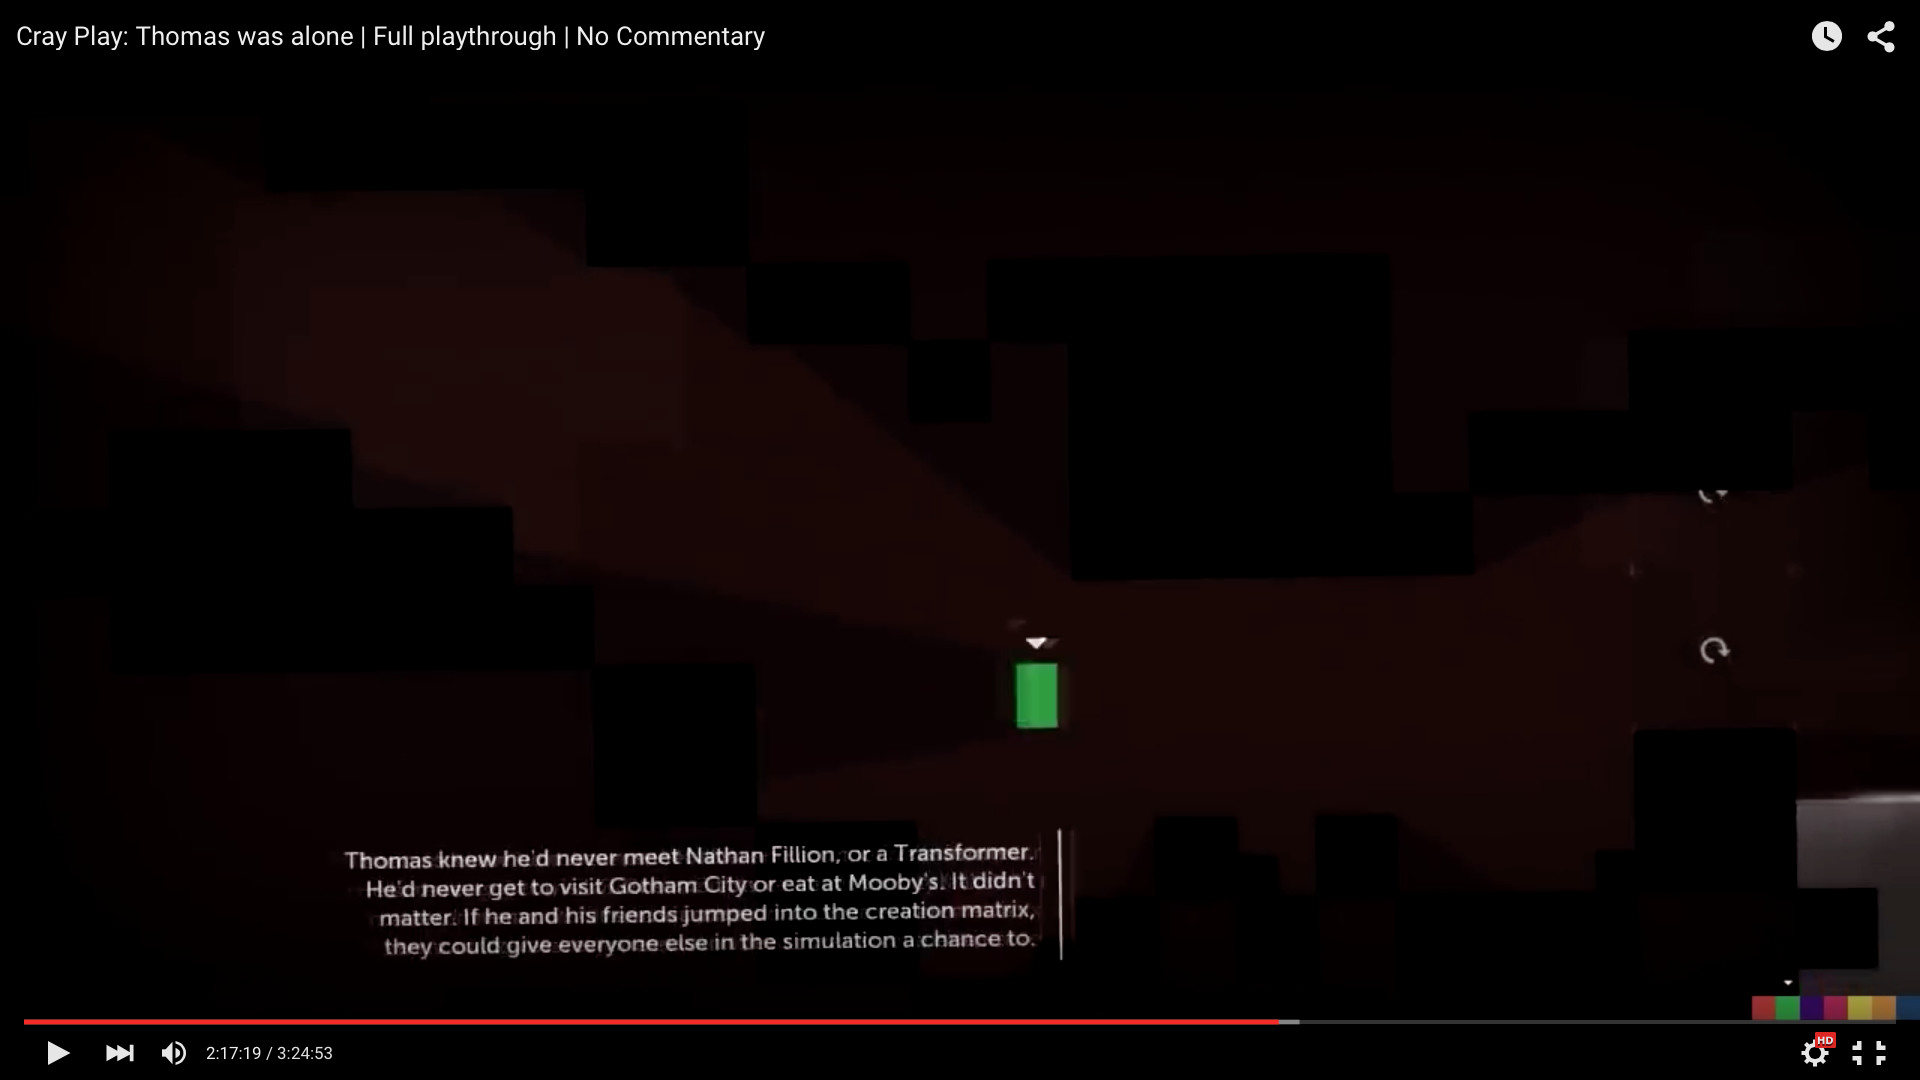 Cray Play: Thomas was alone | Full playthrough | No Commentary
Thomas knew he'd never meet Nathan Fillion, or a Transformer.
He'd never get to visit Gotham City or eat at Mooby's. It didn't
matter. If he and his friends jumped into the creation matrix,
they could give everyone else in the simulation a chance to.
2:17:19 / 3:24:53
HD